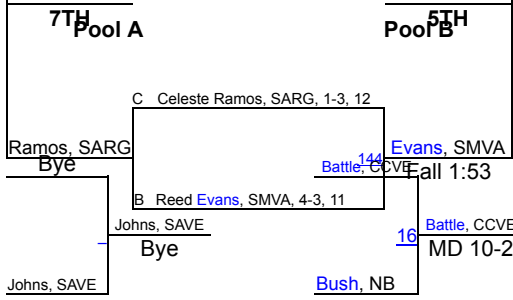 7TH
Pool A
5TH
Pool B
C Celeste Ramos, SARG, 1-3, 12
Ramos, SARG
Bye
144
Evans, SMVA
Battle, CCVE
Fall 1:53
B Reed Evans, SMVA, 4-3, 11
Johns, SAVE
Bye
16
Battle, CCVE
MD 10-2
Johns, SAVE
Bush, NB